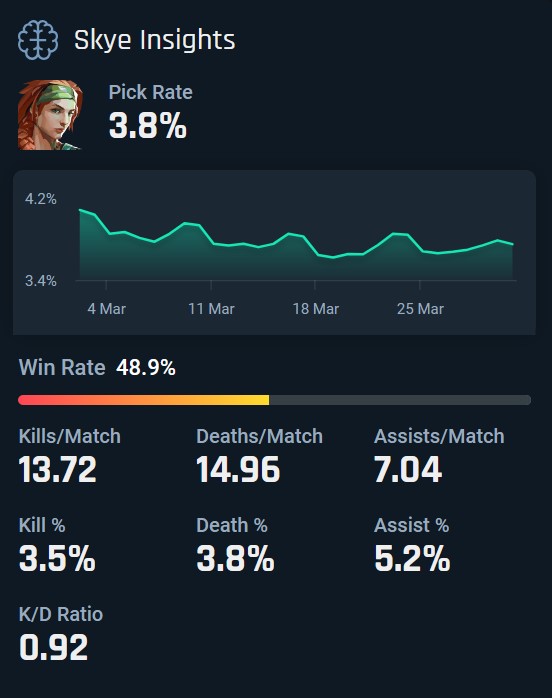 Skye Insights
Pick Rate
3.8%
4.2%
3.4%
4 Mar 11 Mar 18 Mar 25 Mar
Win Rate 48.9%
Kills/Match Deaths/Match Assists/Match
13.72 14.96 7.04
Kill % Death % Assist %
3.5% 3.8% 5.2%
K/D Ratio
0.92